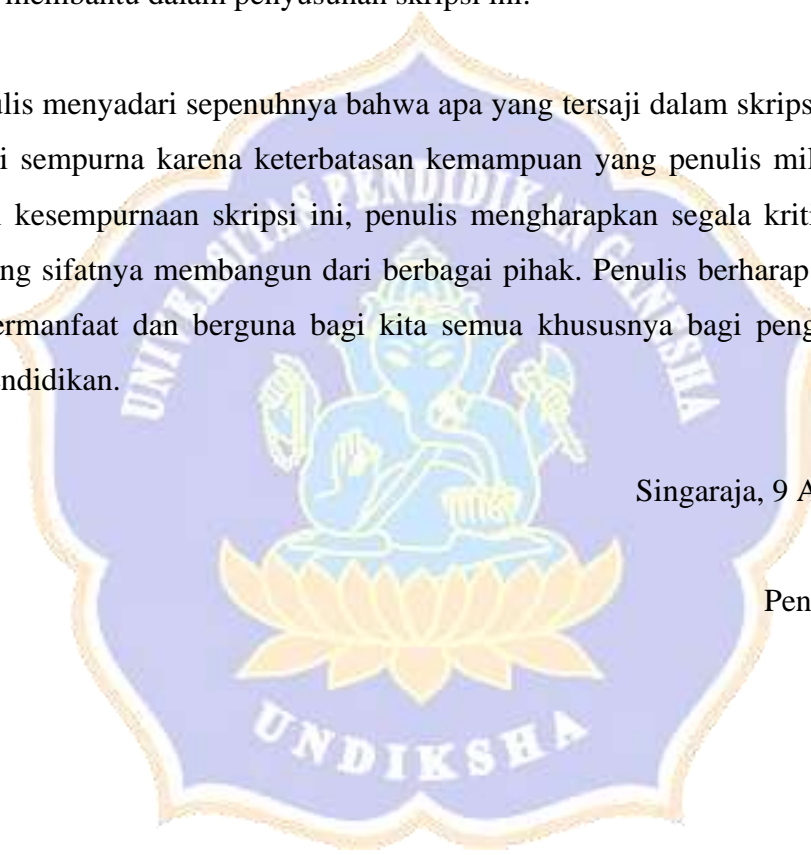 membantu dalam penyusunan skripsi ini.
ulis menyadari sepenuhnya bahwa apa yang tersaji dalam skrips
i sempurna karena keterbatasan kemampuan yang penulis mil
kesempurnaan skripsi ini, penulis mengharapkan segala krit
ng sifatnya membangun dari berbagai pihak. Penulis berharap
ermanfaat dan berguna bagi kita semua khususnya bagi peng
endidikan.
Singaraja, 9 A
Pen
UNIVERSITAS PENDIDIKAN GANESHA
UNDIKSHA